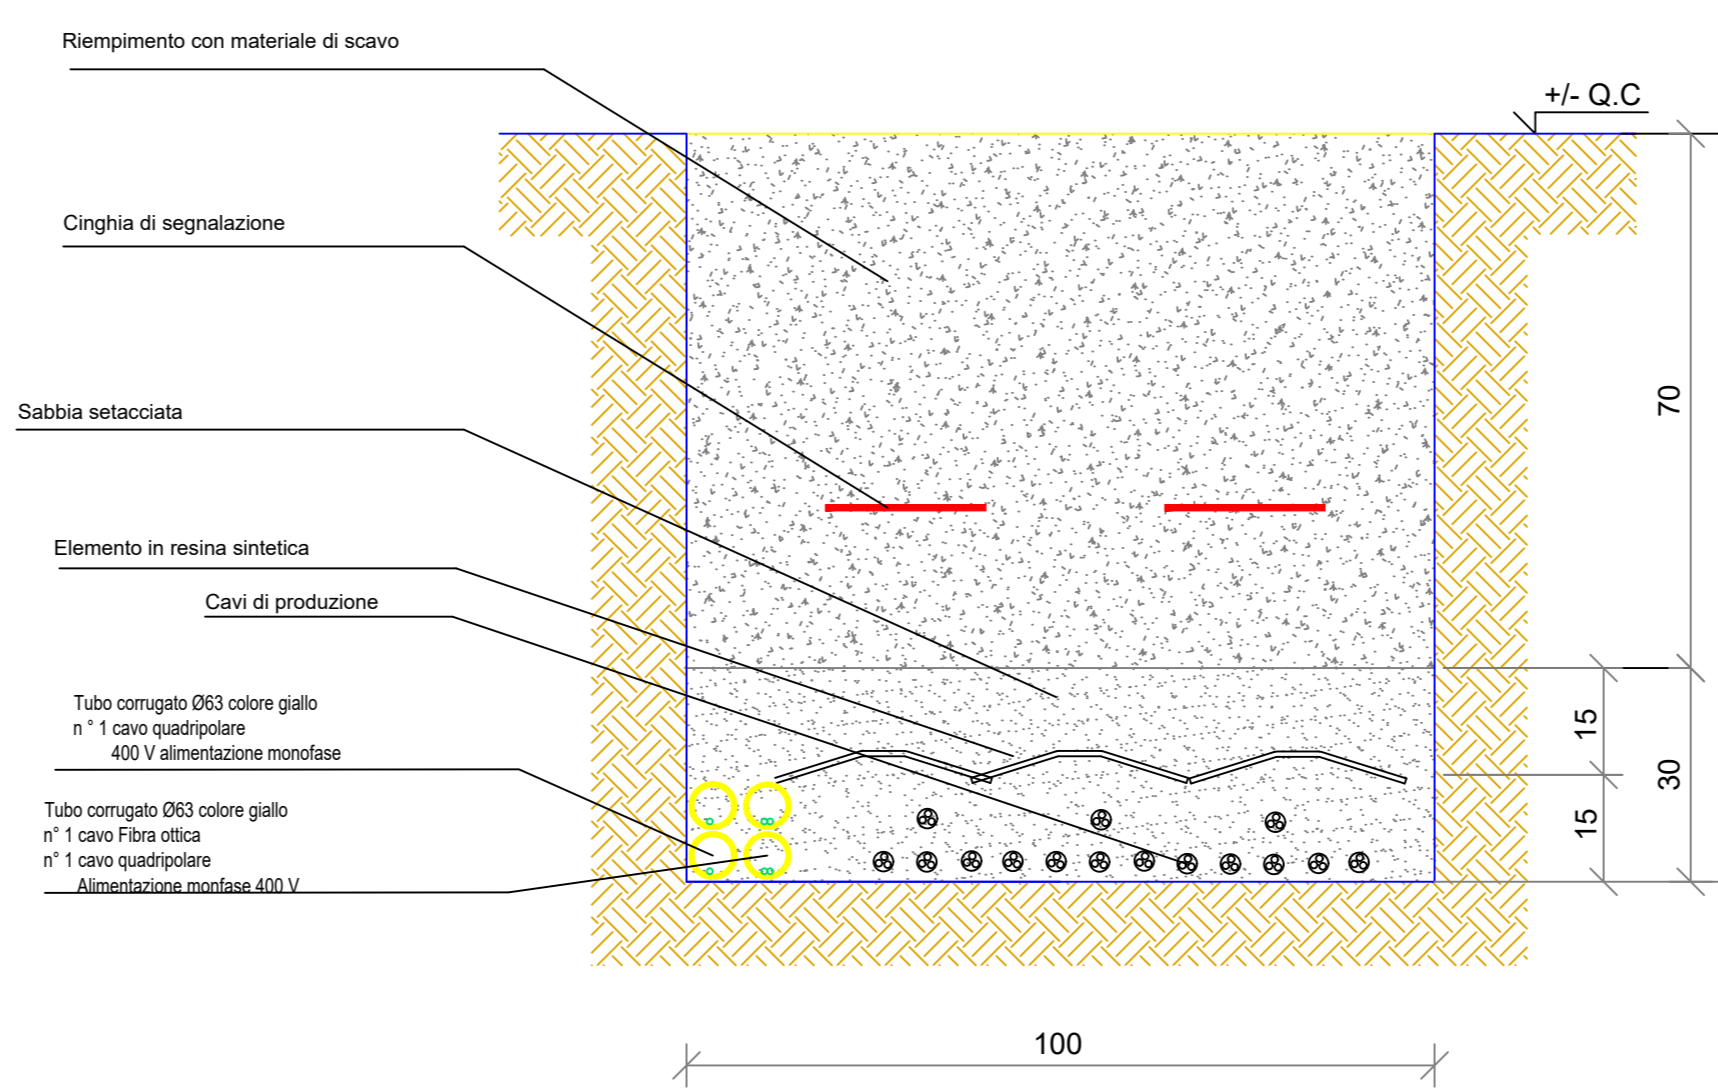 Riempimento con materiale di scavo
+/- Q.C
Cinghia di segnalazione
70
Sabbia setacciata
Elemento in resina sintetica
Cavi di produzione
Tubo corrugato Ø63 colore giallo
n ° 1 cavo quadripolare
400 V alimentazione monofase
15
30
Tubo corrugato Ø63 colore giallo
n° 1 cavo Fibra ottica
n° 1 cavo quadripolare
Alimentazione monfase 400 V
15
100